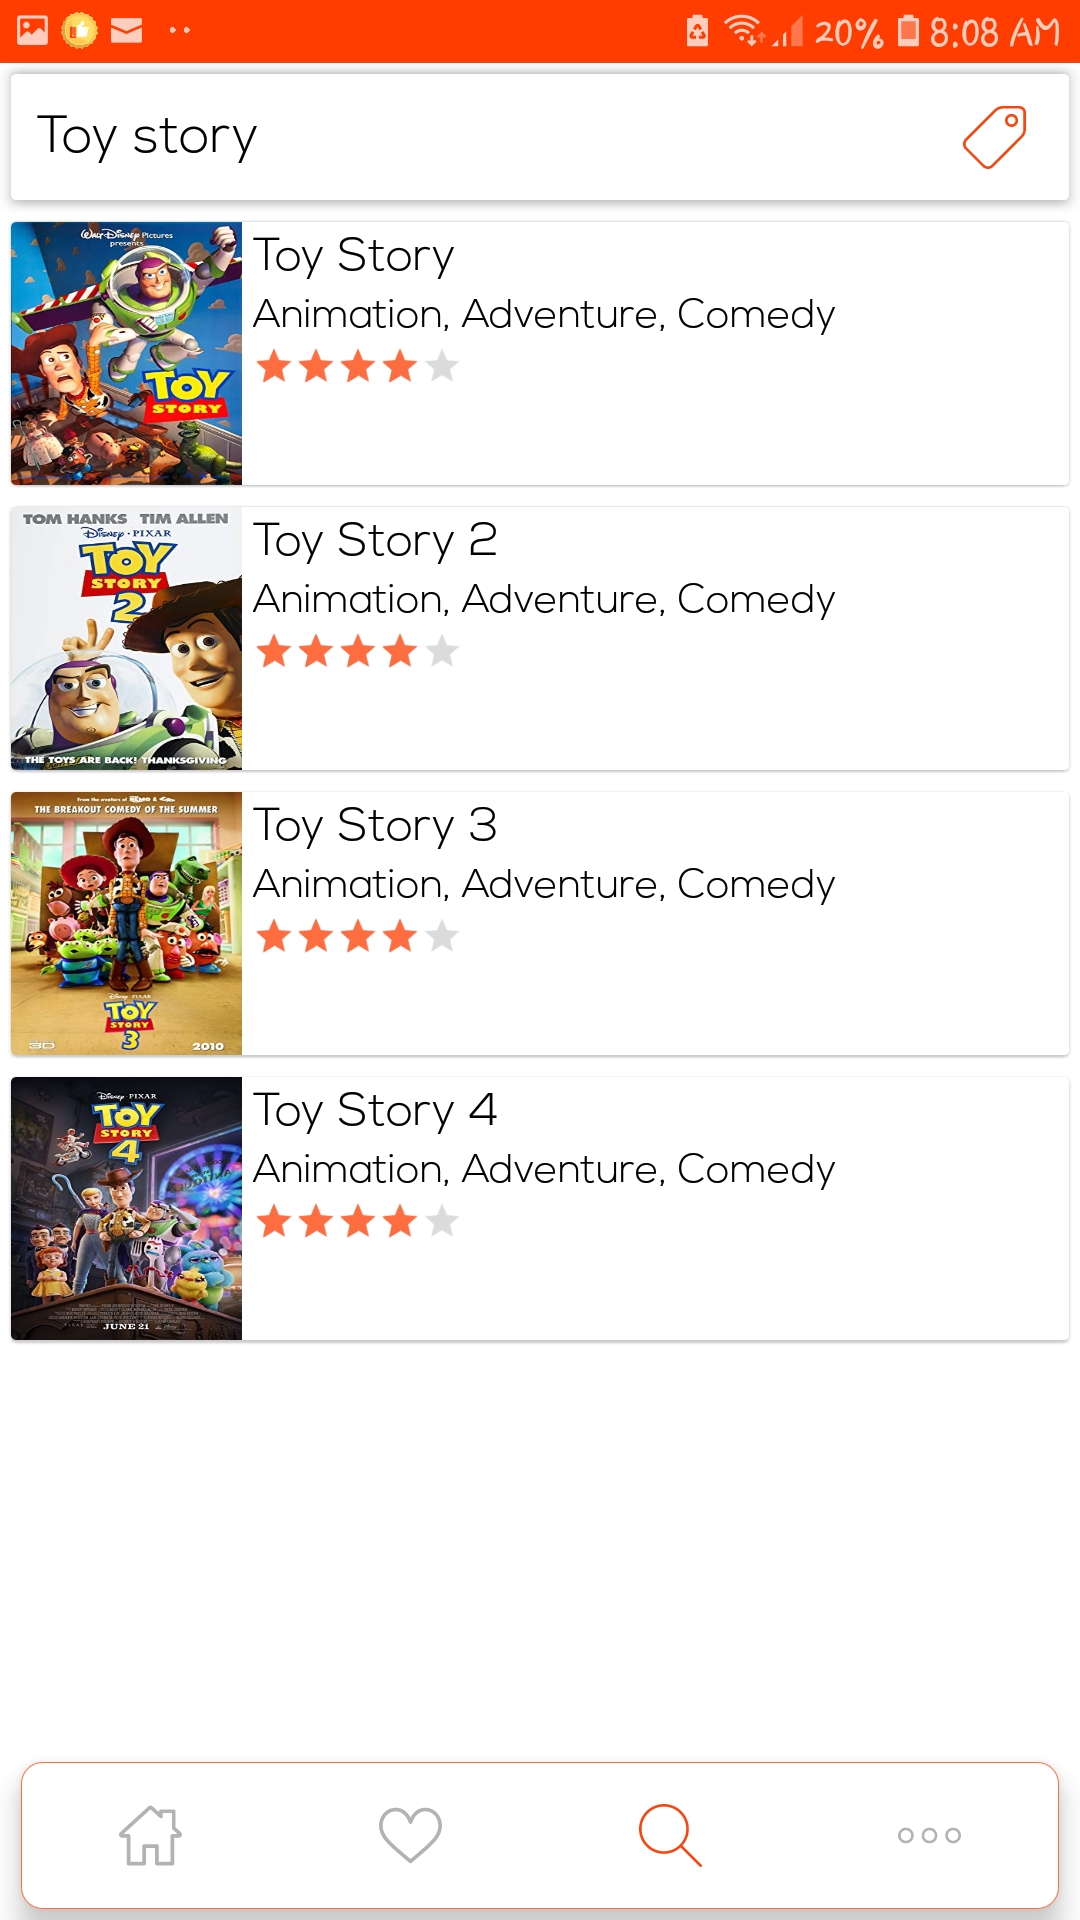 20% 8:08 AM
Toy story
WALT DISNEY Pictures
presents
TOY
STORY
Toy Story
Animation, Adventure, Comedy
TOM HANKS TIM ALLEN
DISNEY · PIXAR
TOY
STORY
2
THE TOYS ARE BACK! THANKSGIVING
Toy Story 2
Animation, Adventure, Comedy
THE BREAKOUT COMEDY OF THE SUMMER
DISNEY PIXAR
TOY
STORY
3
3D 2010
Toy Story 3
Animation, Adventure, Comedy
DISNEY · PIXAR
TOY
STORY
4
JUNE 21
Toy Story 4
Animation, Adventure, Comedy